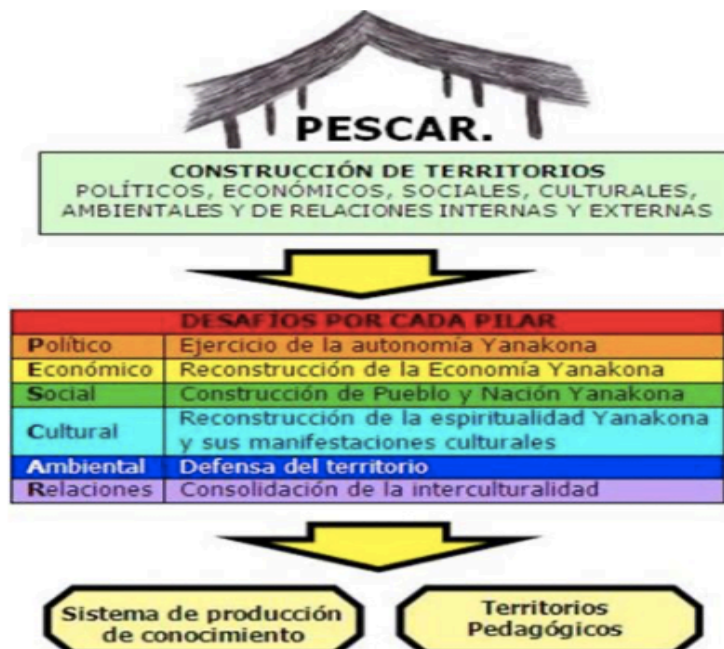 PESCAR.
CONSTRUCCIÓN DE TERRITORIOS
POLÍTICOS, ECONÓMICOS, SOCIALES, CULTURALES,
AMBIENTALES Y DE RELACIONES INTERNAS Y EXTERNAS
DESAFIOS POR CADA PILAR
Político Ejercicio de la autonomía Yanakona
Económico Reconstrucción de la Economía Yanakona
Social Construcción de Pueblo y Nación Yanakona
Cultural Reconstrucción de la espiritualidad Yanakona
y sus manifestaciones culturales
Ambiental Defensa del territorio
Relaciones Consolidación de la interculturalidad
Sistema de producción
de conocimiento
Territorios
Pedagógicos